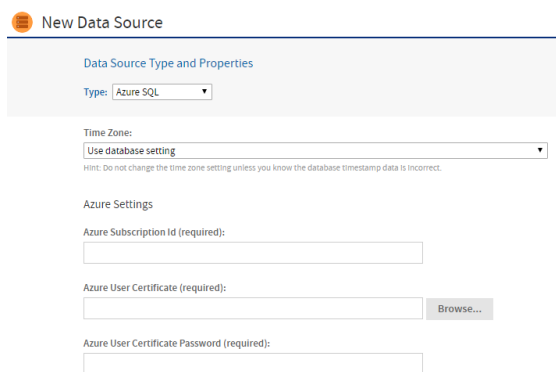 New Data Source
Data Source Type and Properties
Type: Azure SQL
Time Zone:
Use database setting
Hint: Do not change the time zone setting unless you know the database timestamp data is incorrect.
Azure Settings
Azure Subscription Id (required):
Azure User Certificate (required):
Browse...
Azure User Certificate Password (required):